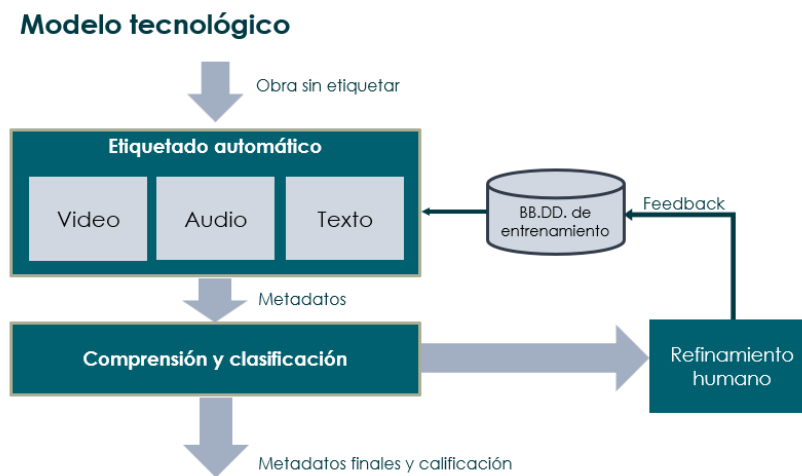 Modelo tecnológico
Obra sin etiquetar
Etiquetado automático
Video
Audio
Texto
BB.DD. de
entrenamiento
Feedback
Metadatos
Comprensión y clasificación
Refinamiento
humano
Metadatos finales y calificación